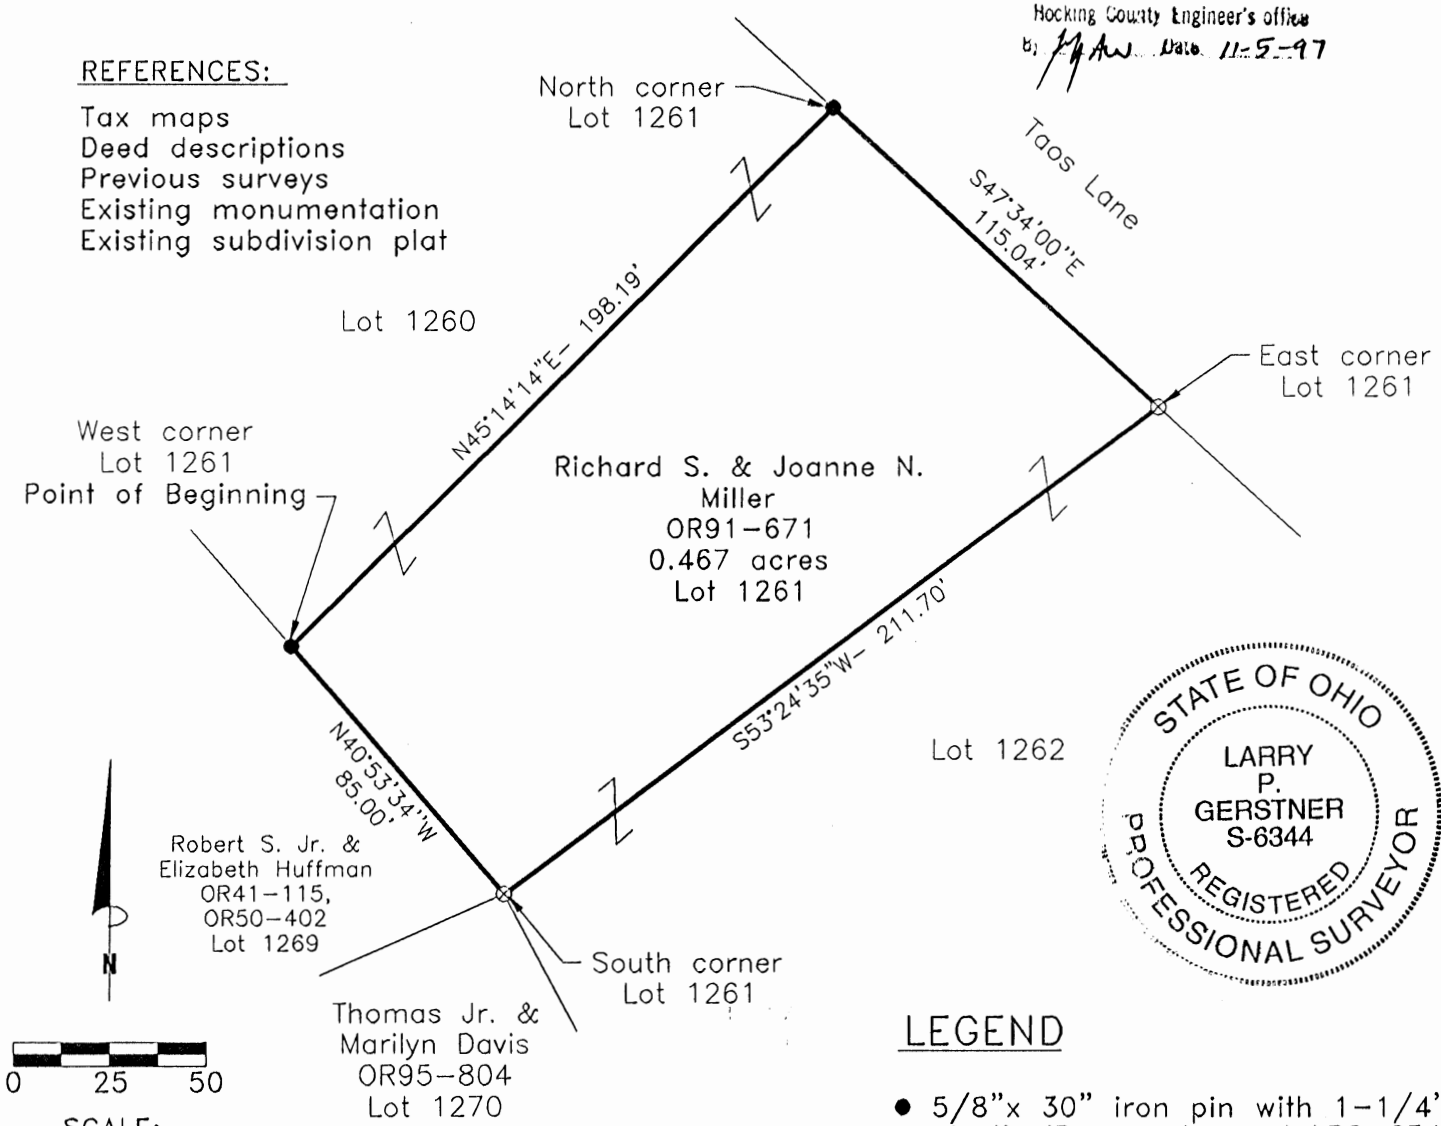 Hocking County Engineer's office
By Date 11-5-97
REFERENCES:
Tax maps
Deed descriptions
Previous surveys
Existing monumentation
Existing subdivision plat
North corner
Lot 1261
Taos Lane
S47°34'00"E
115.04'
N45°14'14"E- 198.19'
Lot 1260
East corner
Lot 1261
West corner
Lot 1261
Point of Beginning
Richard S. & Joanne N.
Miller
OR91-671
0.467 acres
Lot 1261
S53°24'35"W- 211.70'
N40°53'34"W
85.00'
Lot 1262
STATE OF OHIO
LARRY
P.
GERSTNER
S-6344
REGISTERED
PROFESSIONAL SURVEYOR
Robert S. Jr. &
Elizabeth Huffman
OR41-115,
OR50-402
Lot 1269
N
South corner
Lot 1261
Thomas Jr. &
Marilyn Davis
OR95-804
Lot 1270
0 25 50
SCALE:
LEGEND
5/8"x 30" iron pin with 1-1/4'